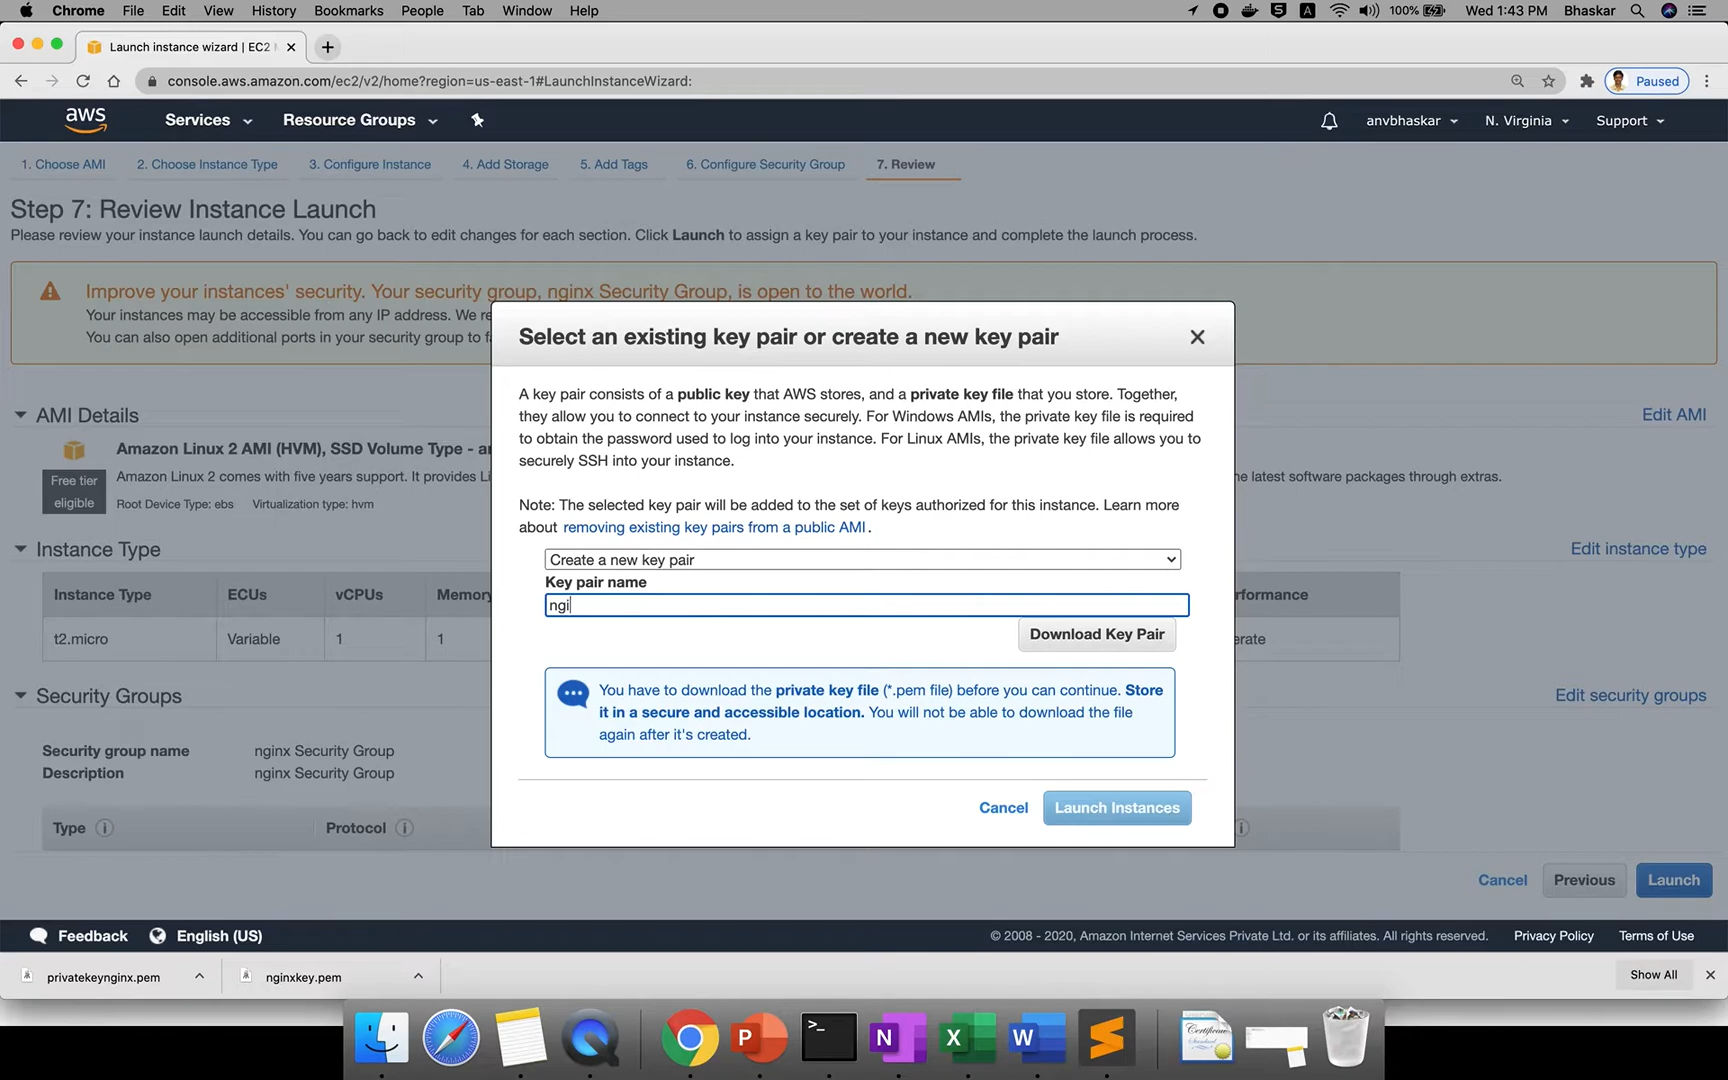 Chrome File Edit View History Bookmarks People Tab Window Help 100% Wed 1:43 PM Bhaskar
Launch instance wizard | EC2
console.aws.amazon.com/ec2/v2/home?region=us-east-1#LaunchInstanceWizard: Paused
aws Services Resource Groups anvbhaskar N. Virginia Support
1. Choose AMI 2. Choose Instance Type 3. Configure Instance 4. Add Storage 5. Add Tags 6. Configure Security Group 7. Review
Step 7: Review Instance Launch
Please review your instance launch details. You can go back to edit changes for each section. Click Launch to assign a key pair to your instance and complete the launch process.
Improve your instances' security. Your security group, nginx Security Group, is open to the world.
Your instances may be accessible from any IP address. We
You can also open additional ports in your security group to
Select an existing key pair or create a new key pair
A key pair consists of a public key that AWS stores, and a private key file that you store. Together,
they allow you to connect to your instance securely. For Windows AMIs, the private key file is required
to obtain the password used to log into your instance. For Linux AMIs, the private key file allows you to
securely SSH into your instance.
Note: The selected key pair will be added to the set of keys authorized for this instance. Learn more
about removing existing key pairs from a public AMI.
Create a new key pair
Key pair name
ngi
Download Key Pair
You have to download the private key file (*.pem file) before you can continue. Store
it in a secure and accessible location. You will not be able to download the file
again after it's created.
Cancel Launch Instances
AMI Details Edit AMI
Amazon Linux 2 AMI (HVM), SSD Volume Type -
Free tier
eligible
Amazon Linux 2 comes with five years support. It provides the latest software packages through extras.
Root Device Type: ebs Virtualization type: hvm
Instance Type Edit instance type
Instance Type ECUs vCPUs Memory
t2.micro Variable 1 1
Security Groups Edit security groups
Security group name nginx Security Group
Description nginx Security Group
Type Protocol
Cancel Previous Launch
Feedback English (US) © 2008 - 2020, Amazon Internet Services Private Ltd. or its affiliates. All rights reserved. Privacy Policy Terms of Use
privatekeynginx.pem nginxkey.pem Show All